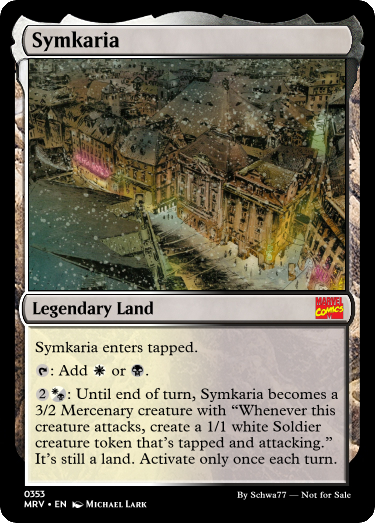 Symkaria
Legendary Land
MARVEL
COMICS
Symkaria enters tapped.
: Add or .
2 : Until end of turn, Symkaria becomes a
3/2 Mercenary creature with “Whenever this
creature attacks, create a 1/1 white Soldier
creature token that’s tapped and attacking.”
It’s still a land. Activate only once each turn.
0353
MRV • EN Michael Lark
By Schwa77 — Not for Sale